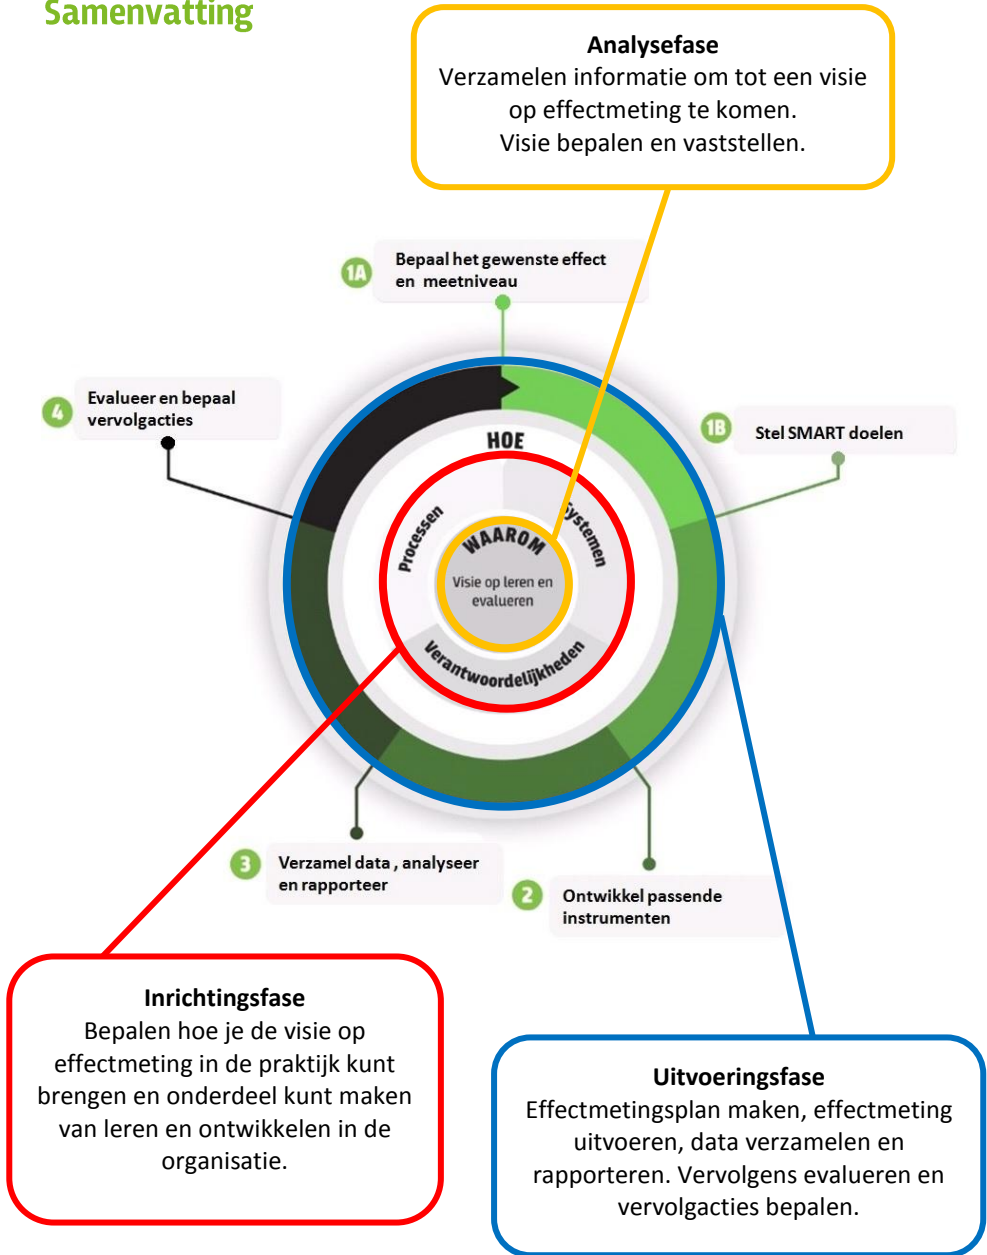 Samenvatting
Analysefase
Verzamelen informatie om tot een visie
op effectmeting te komen.
Visie bepalen en vaststellen.
1A
Bepaal het gewenste effect
en meetniveau
4
Evalueer en bepaal
vervolgacties
1B
Stel SMART doelen
HOE
Processen
Systemen
WAAROM
Visie op leren en
evalueren
Verantwoordelijkheden
3
Verzamel data , analyseer
en rapporteer
2
Ontwikkel passende
instrumenten
Inrichtingsfase
Bepalen hoe je de visie op
effectmeting in de praktijk kunt
brengen en onderdeel kunt maken
van leren en ontwikkelen in de
organisatie.
Uitvoeringsfase
Effectmetingsplan maken, effectmeting
uitvoeren, data verzamelen en
rapporteren. Vervolgens evalueren en
vervolgacties bepalen.